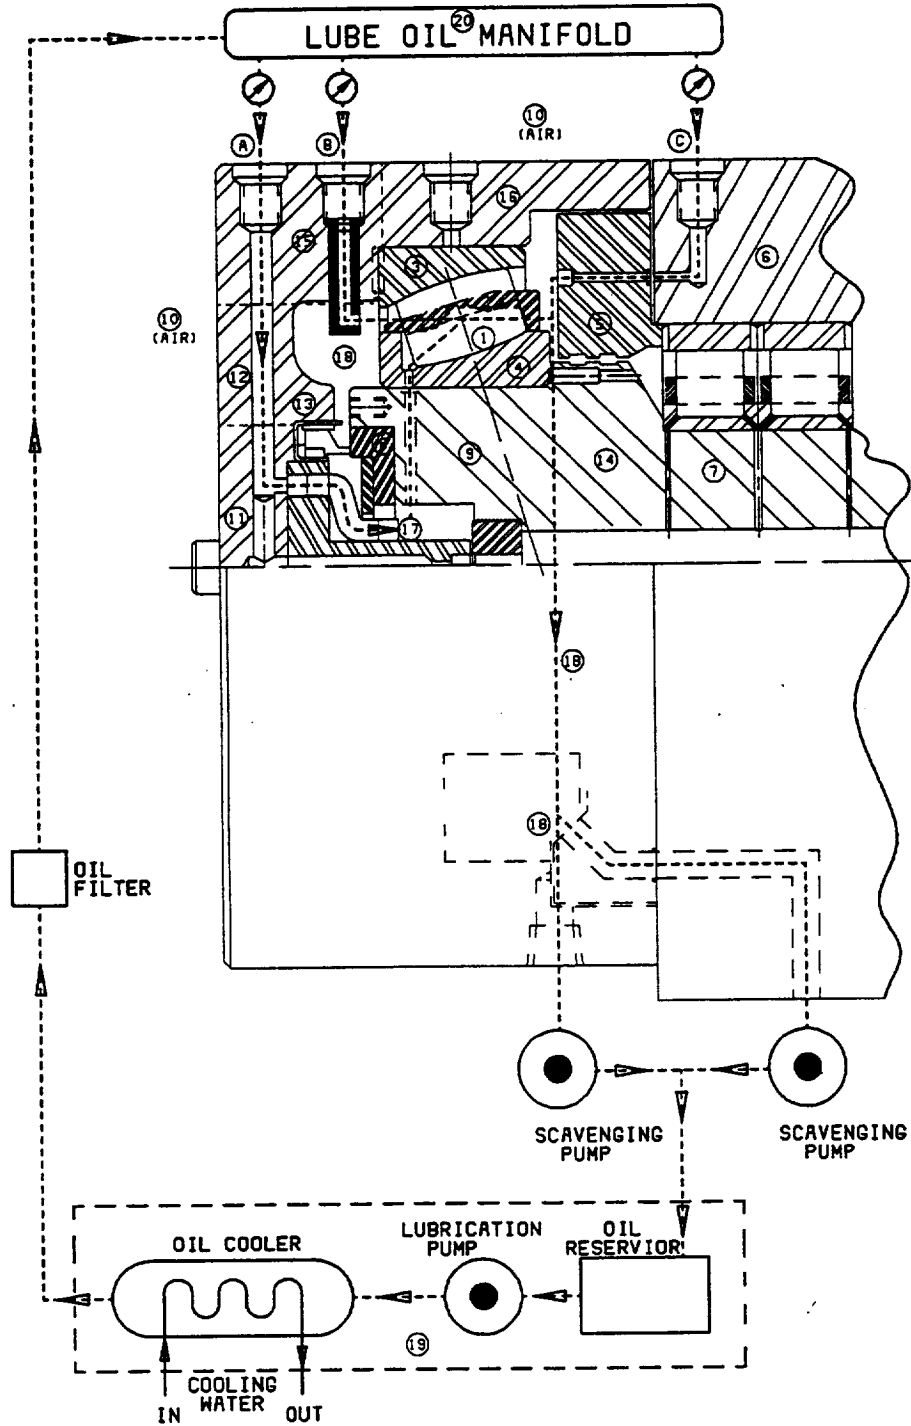 20
LUBE OIL MANIFOLD
10
(AIR)
A
B
C
16
15
3
6
10
(AIR)
1
5
18
4
12
13
9
14
7
11
17
18
18
OIL
FILTER
SCAVENGING
PUMP
SCAVENGING
PUMP
OIL COOLER
LUBRICATION
PUMP
OIL
RESERVIOR
19
COOLING
WATER
IN
OUT